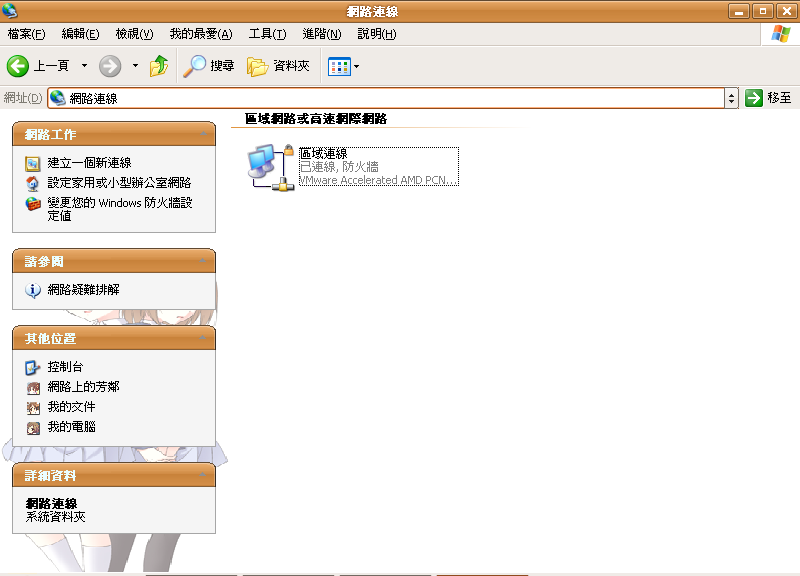 網路連線
檔案(F) 編輯(E) 檢視(V) 我的最愛(A) 工具(T) 進階(N) 說明(H)
上一頁 搜尋 資料夾
網址(D) 網路連線 移至
網路工作
建立一個新連線
設定家用或小型辦公室網路
變更您的 Windows 防火牆設
定值
請參閱
網路疑難排解
其他位置
控制台
網路上的芳鄰
我的文件
我的電腦
詳細資料
網路連線
系統資料夾
區域網路或高速網際網路
區域連線
已連線, 防火牆
VMware Accelerated AMD PCN...